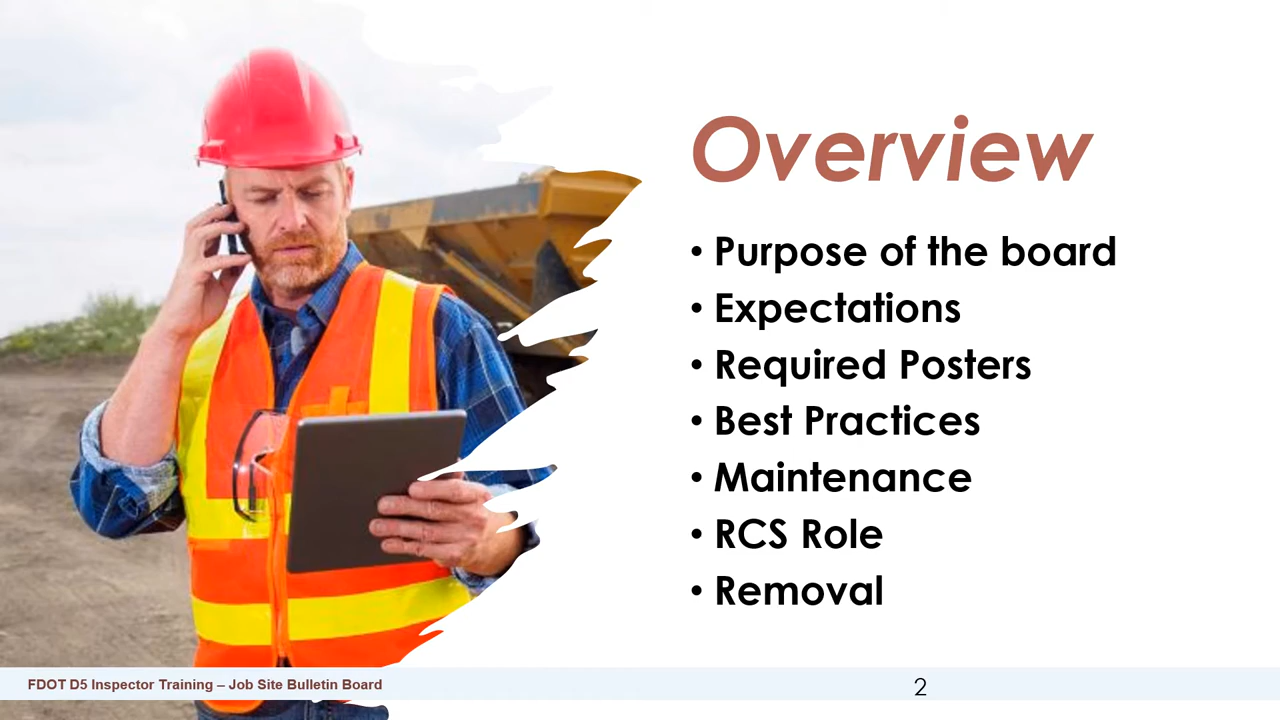 Overview
• Purpose of the board
• Expectations
• Required Posters
• Best Practices
• Maintenance
• RCS Role
• Removal
FDOT D5 Inspector Training – Job Site Bulletin Board
2